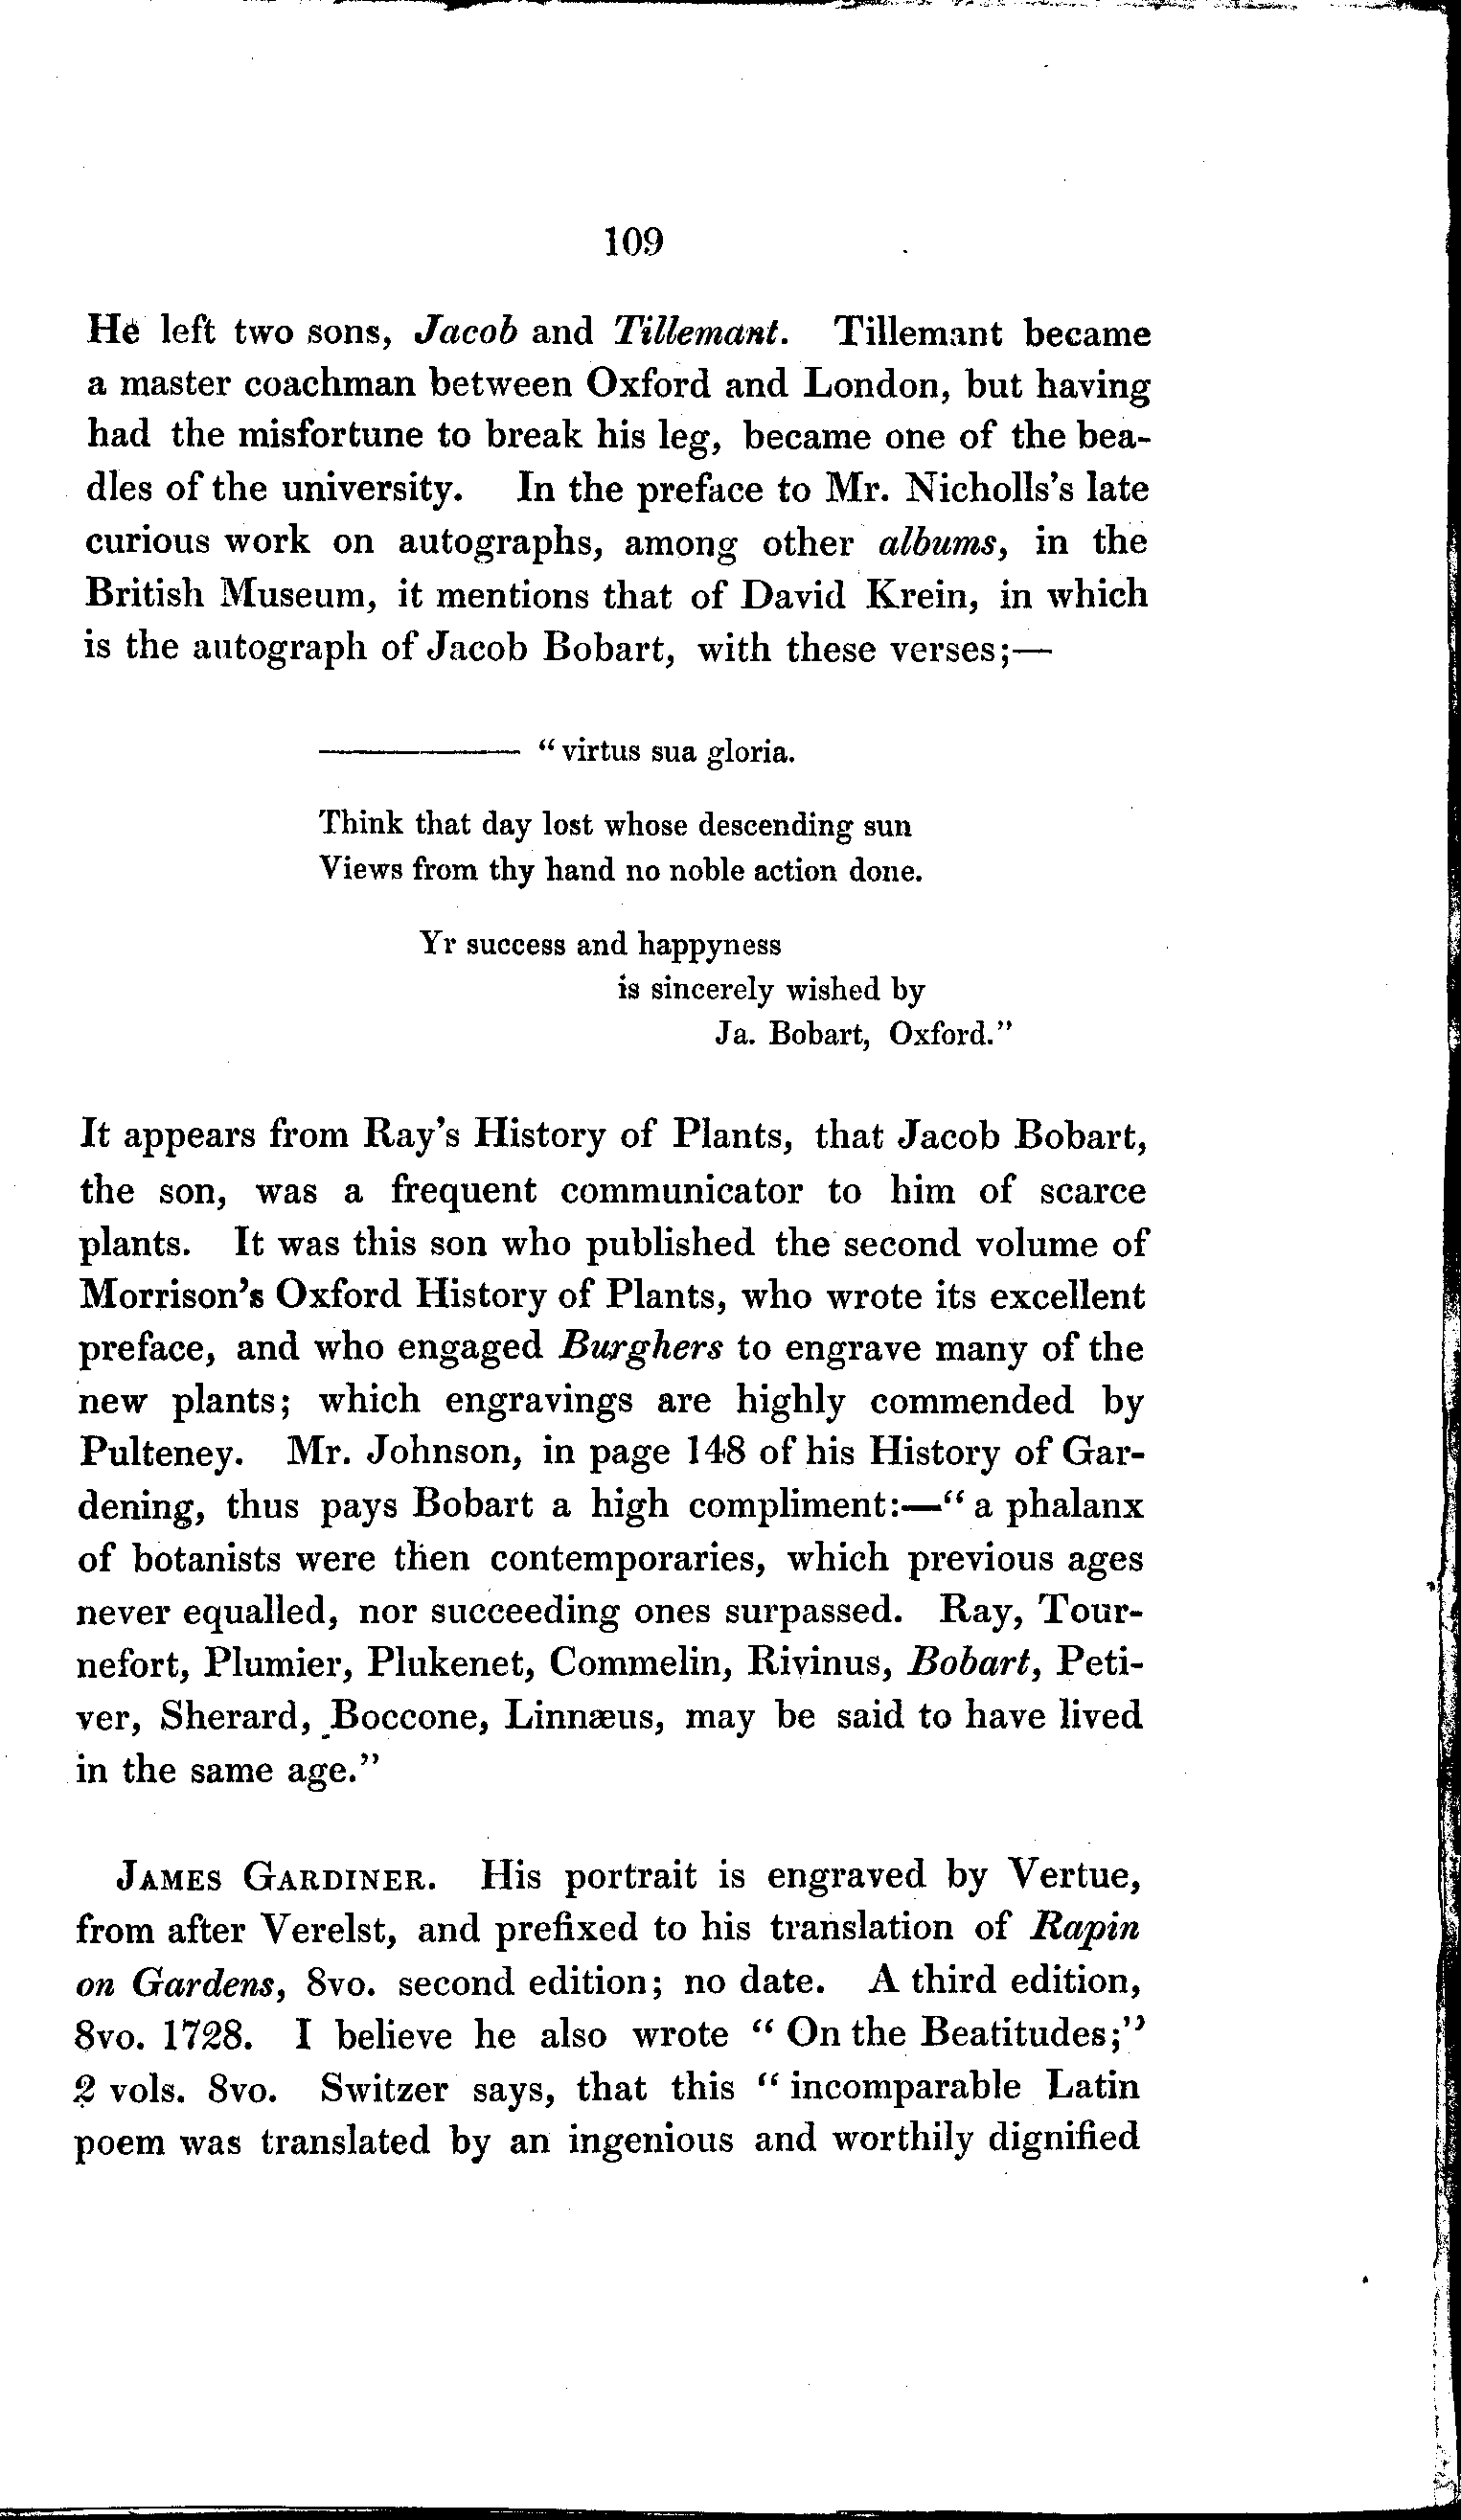 109
He left two sons, Jacob and Tillemant. Tillemant became
a master coachman between Oxford and London, but having
had the misfortune to break his leg, became one of the bea-
dles of the university. In the preface to Mr. Nicholls's late
curious work on autographs, among other albums, in the
British Museum, it mentions that of David Krein, in which
is the autograph of Jacob Bobart, with these verses;—
——— “virtus sua gloria.
Think that day lost whose descending sun
Views from thy hand no noble action done.
Yr success and happyness
is sincerely wished by
Ja. Bobart, Oxford.”
It appears from Ray's History of Plants, that Jacob Bobart,
the son, was a frequent communicator to him of scarce
plants. It was this son who published the second volume of
Morrison's Oxford History of Plants, who wrote its excellent
preface, and who engaged Burghers to engrave many of the
new plants; which engravings are highly commended by
Pulteney. Mr. Johnson, in page 148 of his History of Gar-
dening, thus pays Bobart a high compliment:—“a phalanx
of botanists were then contemporaries, which previous ages
never equalled, nor succeeding ones surpassed. Ray, Tour-
nefort, Plumier, Plukenet, Commelin, Rivinus, Bobart, Peti-
ver, Sherard, Boccone, Linnæus, may be said to have lived
in the same age.”
JAMES GARDINER. His portrait is engraved by Vertue,
from after Verelst, and prefixed to his translation of Rapin
on Gardens, 8vo. second edition; no date. A third edition,
8vo. 1728. I believe he also wrote “On the Beatitudes;”
2 vols. 8vo. Switzer says, that this “incomparable Latin
poem was translated by an ingenious and worthily dignified